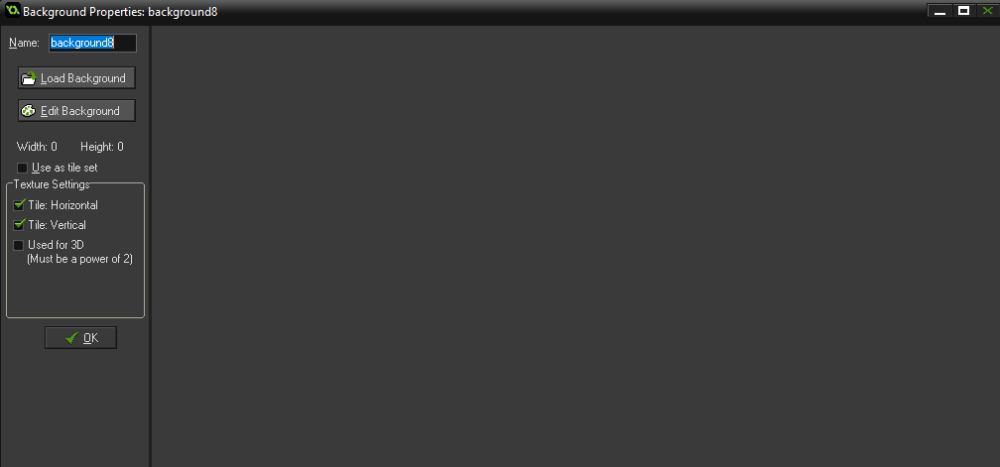 Background Properties: background8
Name: background8
Load Background
Edit Background
Width: 0 Height: 0
Use as tile set
Texture Settings
Tile: Horizontal
Tile: Vertical
Used for 3D
(Must be a power of 2)
OK